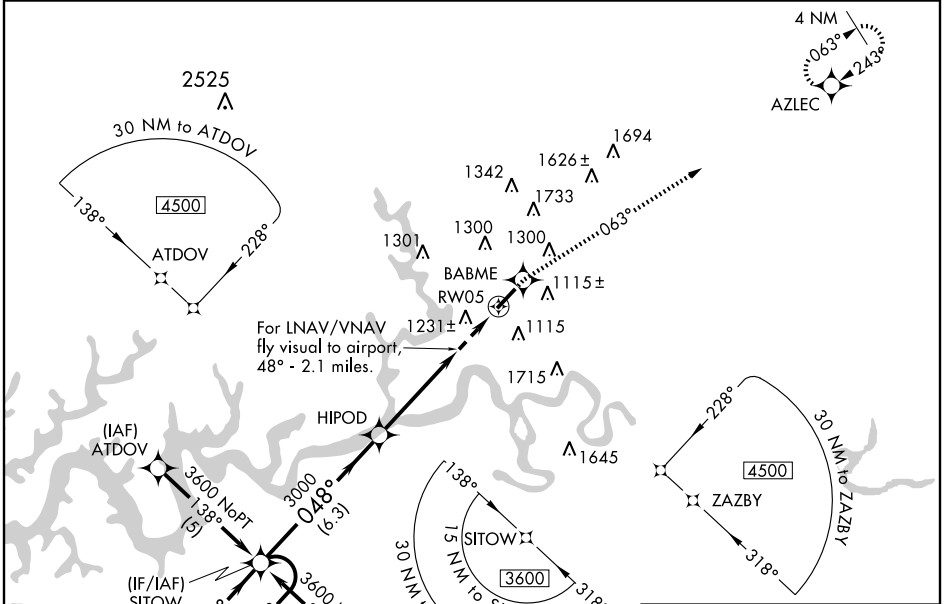 4 NM
063°
243°
AZLEC
2525
30 NM to ATDOV
4500
138°
228°
ATDOV
1694
1626±
1342
1733
063°
1301
1300
1300
BABME
1115±
RW05
1231±
1115
For LNAV/VNAV
fly visual to airport,
48° - 2.1 miles.
1715
HIPOD
1645
228°
30 NM to ZAZBY
4500
ZAZBY
318°
(IAF)
ATDOV
3600 NoPT
138°
(5)
3000
048°
(6.3)
138°
SITOW
15 NM to S
30 NM
3600
318°
(IF/IAF)
SITOW
3600